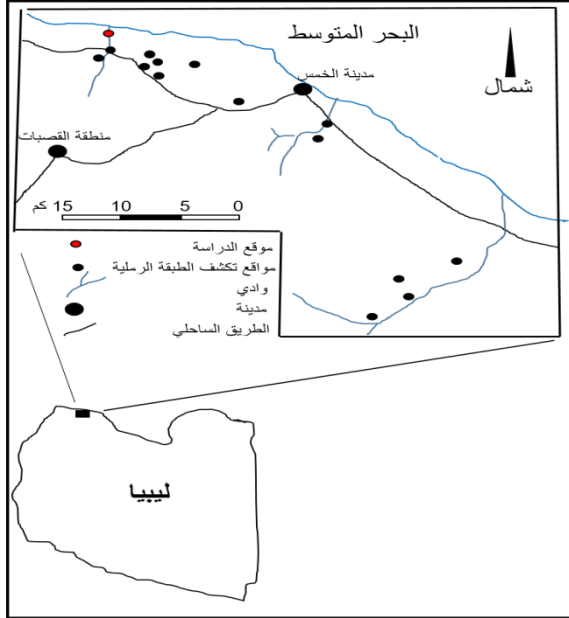 البحر المتوسط
مدينة الخمس
شمال
منطقة القصبات
15 10 5 0 كم
موقع الدراسة
مواقع تكشف الطبقة الرملية
وادي
مدينة
الطريق الساحلي
ليبيا